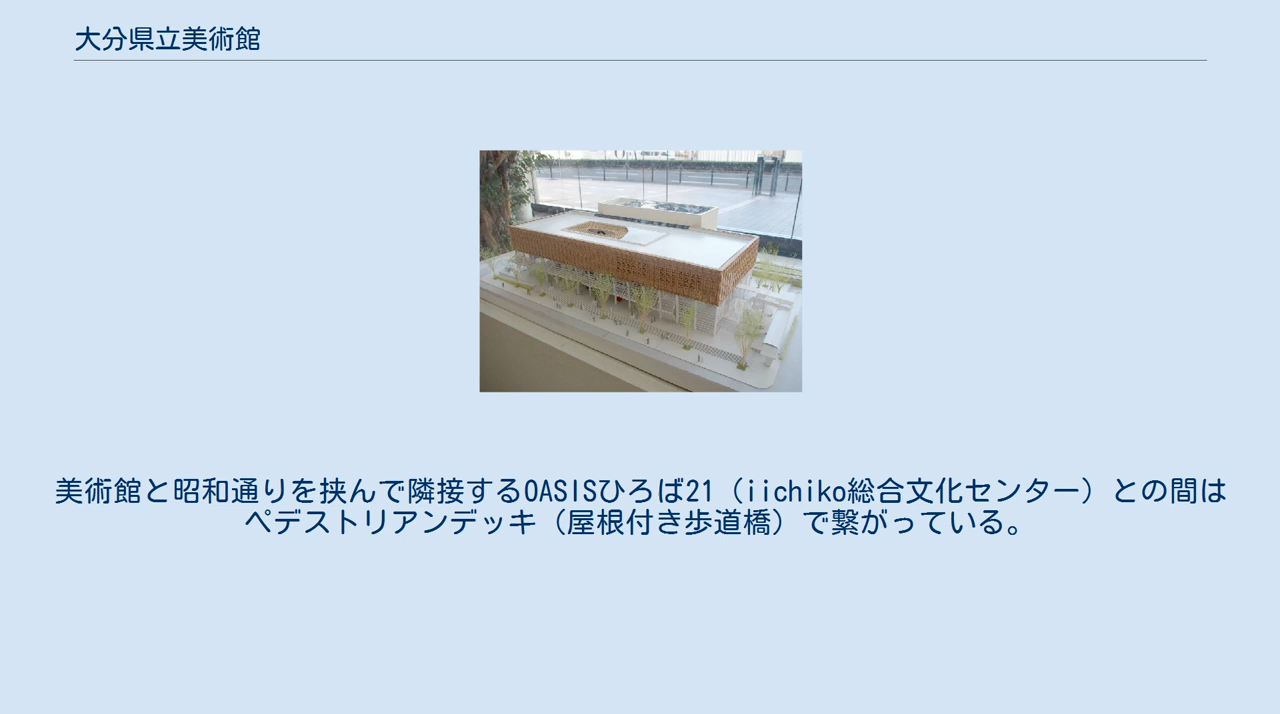 大分県立美術館
美術館と昭和通りを挟んで隣接するOASISひろば21（iichiko総合文化センター）との間は
ペデストリアンデッキ（屋根付き歩道橋）で繋がっている。